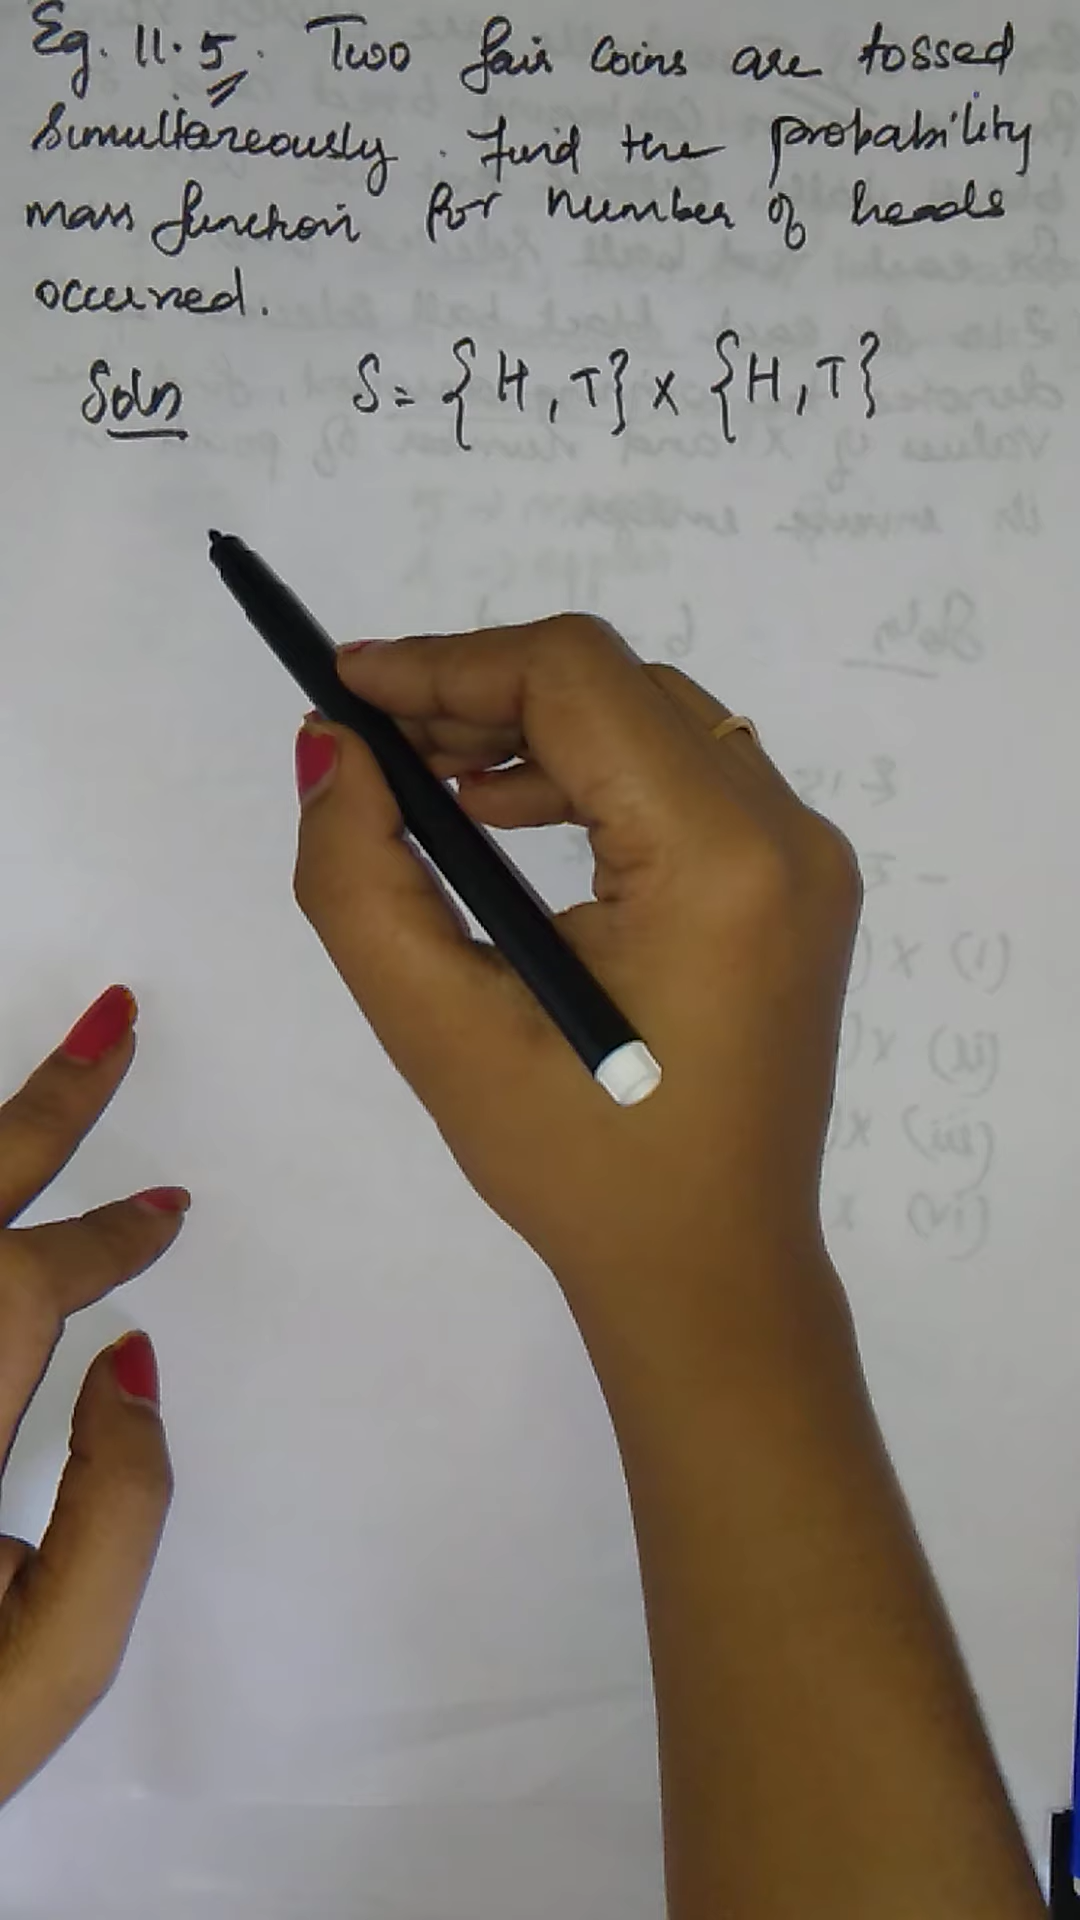 Eg. 11.5. Two fair coins are tossed
simultaneously. Find the probability
mass function for number of heads
occurred.
Soln S = {H, T} x {H, T}